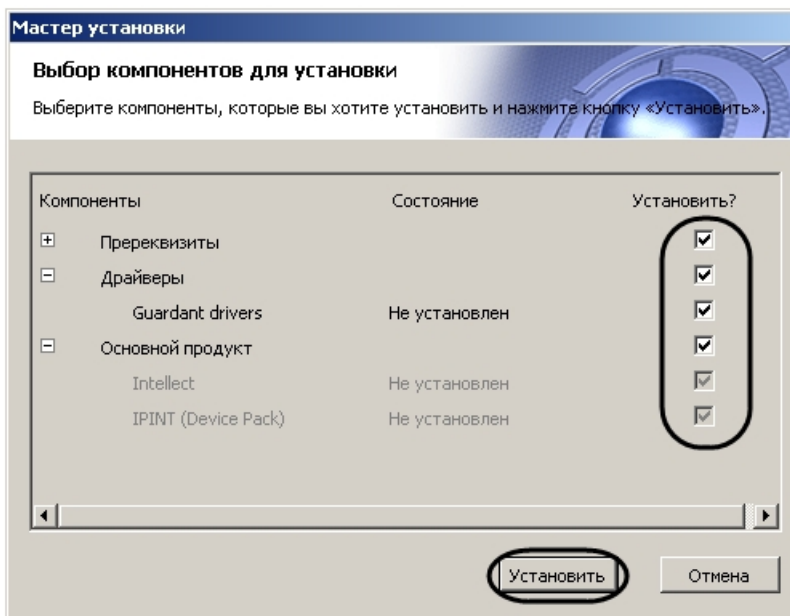 Мастер установки
Выбор компонентов для установки
Выберите компоненты, которые вы хотите установить и нажмите кнопку «Установить».
Компоненты Состояние Установить?
Пререквизиты
Драйверы
Guardant drivers Не установлен
Основной продукт
Intellect Не установлен
IPINT (Device Pack) Не установлен
Установить Отмена